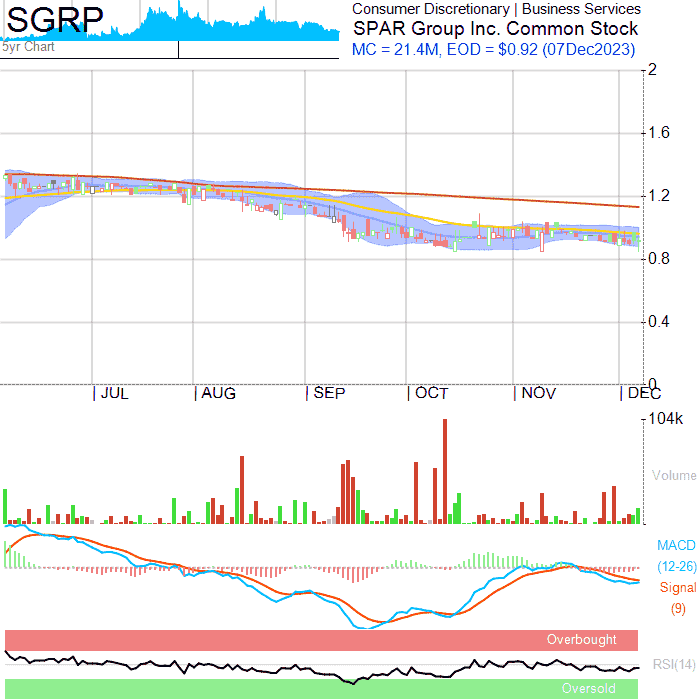 SGRP
5yr Chart
Consumer Discretionary | Business Services
SPAR Group Inc. Common Stock
MC = 21.4M, EOD = $0.92 (07Dec2023)
2
1.6
1.2
0.8
0.4
0
JUL AUG SEP OCT NOV DEC
104k
Volume
MACD
(12-26)
Signal
(9)
Overbought
RSI(14)
Oversold